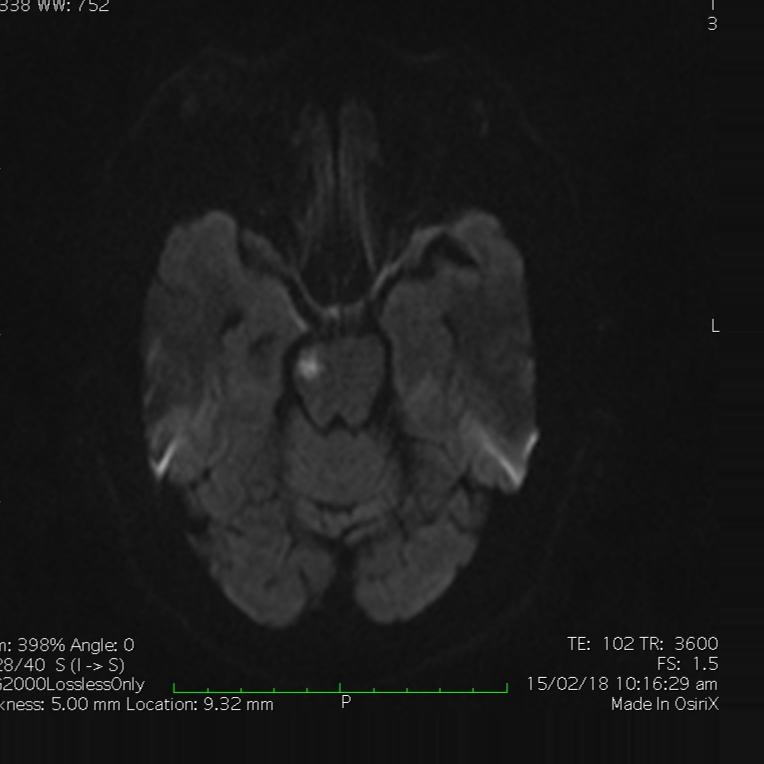 338 WW: 752
3
L
m: 398% Angle: 0
28/40 S (I -> S)
G2000LosslessOnly
kness: 5.00 mm Location: 9.32 mm
P
TE: 102 TR: 3600
FS: 1.5
15/02/18 10:16:29 am
Made In OsiriX